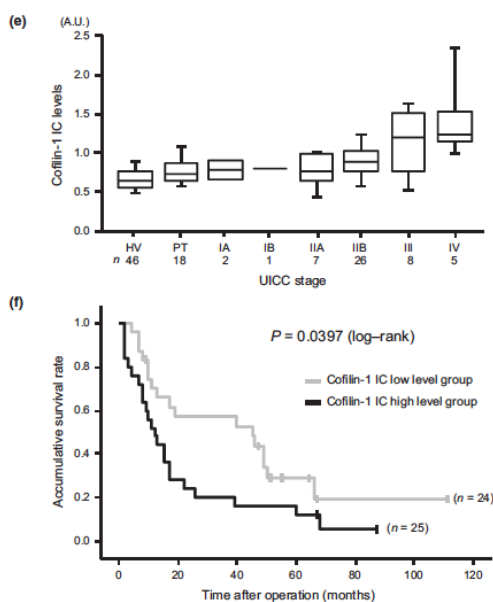 (e)
(A.U.)
Cofilin-1 IC levels
2.5
2.0
1.5
1.0
0.5
0.0
HV PT IA IB IIA IIB III IV
n 46 18 2 1 7 26 8 5
UICC stage
(f)
Accumulative survival rate
1.0
0.8
0.6
0.4
0.2
0.0
P = 0.0397 (log–rank)
Cofilin-1 IC low level group
Cofilin-1 IC high level group
(n = 24)
(n = 25)
0 20 40 60 80 100 120
Time after operation (months)